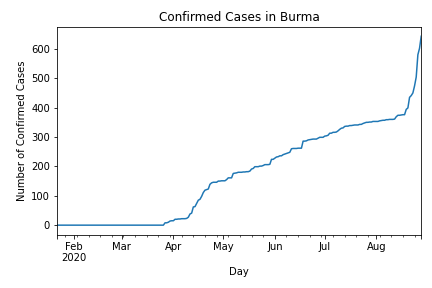 Confirmed Cases in Burma
Number of Confirmed Cases
600
500
400
300
200
100
0
Feb Mar Apr May Jun Jul Aug
2020
Day